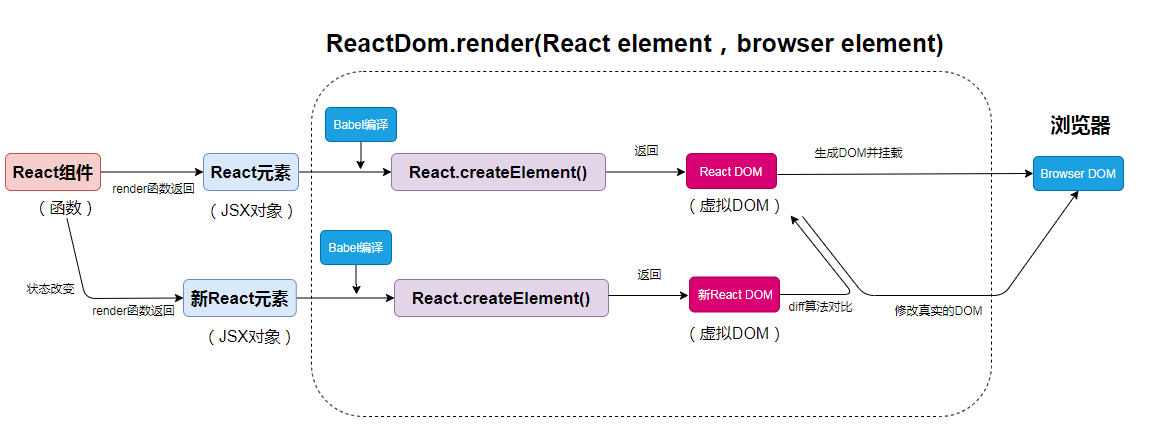 ReactDom.render(React element，browser element)
浏览器
Babel编译
React组件
（函数）
render函数返回
React元素
（JSX对象）
React.createElement()
返回
React DOM
（虚拟DOM）
生成DOM并挂载
Browser DOM
状态改变
render函数返回
新React元素
（JSX对象）
Babel编译
React.createElement()
返回
新React DOM
（虚拟DOM）
diff算法对比
修改真实的DOM